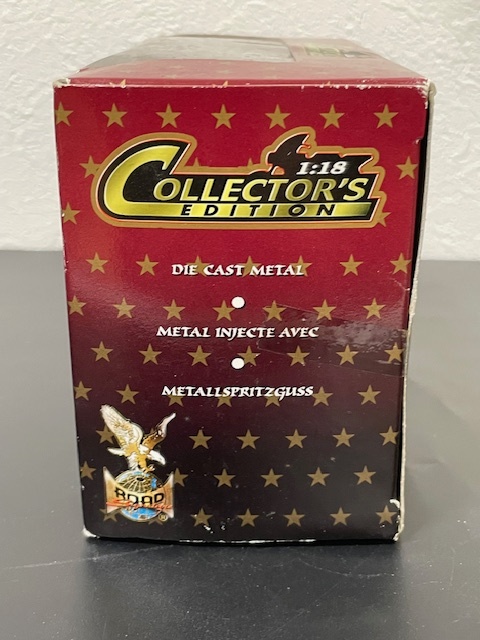 1:18
COLLECTOR'S
EDITION
DIE CAST METAL
METAL INJECTE AVEC
METALLSPRITZGUSS
ROAD
®